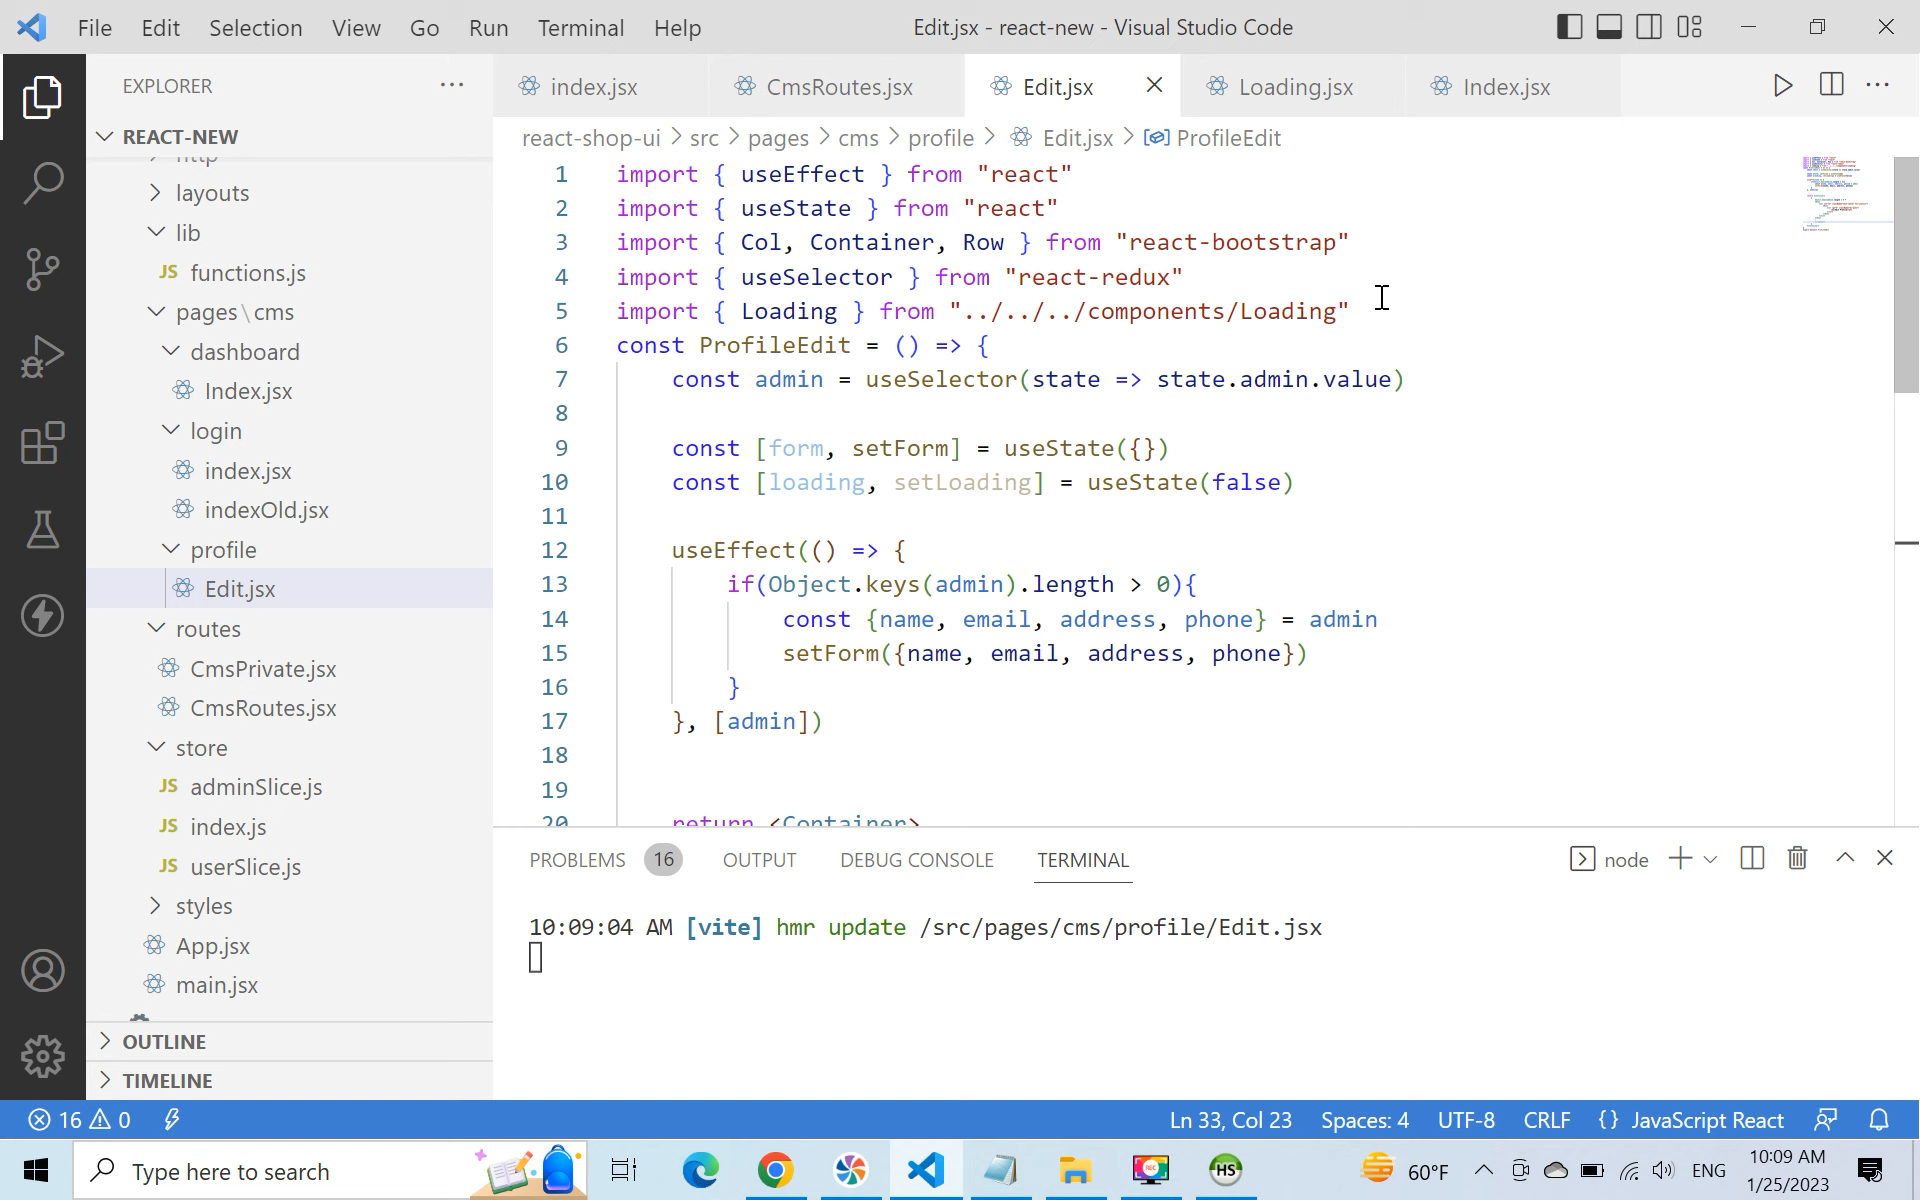 File Edit Selection View Go Run Terminal Help
Edit.jsx - react-new - Visual Studio Code
EXPLORER
REACT-NEW
http
layouts
lib
JS functions.js
pages\cms
dashboard
Index.jsx
login
index.jsx
indexOld.jsx
profile
Edit.jsx
routes
CmsPrivate.jsx
CmsRoutes.jsx
store
JS adminSlice.js
JS index.js
JS userSlice.js
styles
App.jsx
main.jsx
OUTLINE
TIMELINE
index.jsx CmsRoutes.jsx Edit.jsx Loading.jsx Index.jsx
react-shop-ui > src > pages > cms > profile > Edit.jsx > ProfileEdit
1 import { useEffect } from "react"
2 import { useState } from "react"
3 import { Col, Container, Row } from "react-bootstrap"
4 import { useSelector } from "react-redux"
5 import { Loading } from "../../../components/Loading"
6 const ProfileEdit = () => {
7 const admin = useSelector(state => state.admin.value)
8
9 const [form, setForm] = useState({})
10 const [loading, setLoading] = useState(false)
11
12 useEffect(() => {
13 if(Object.keys(admin).length > 0){
14 const {name, email, address, phone} = admin
15 setForm({name, email, address, phone})
16 }
17 }, [admin])
18
19
20 return <Container>
PROBLEMS 16 OUTPUT DEBUG CONSOLE TERMINAL
node
10:09:04 AM [vite] hmr update /src/pages/cms/profile/Edit.jsx
16 0
Ln 33, Col 23 Spaces: 4 UTF-8 CRLF {} JavaScript React
Type here to search
HS
60°F
ENG
10:09 AM
1/25/2023